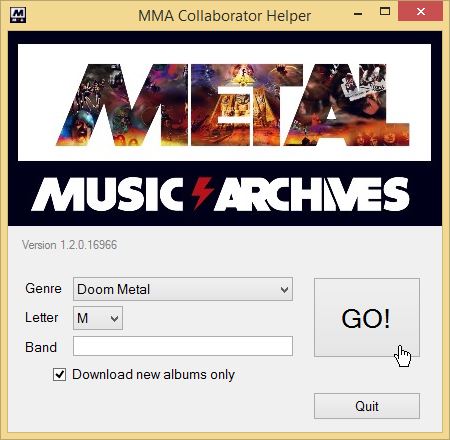 MMA Collaborator Helper
METAL
MUSIC ARCHIVES
Version 1.2.0.16966
Genre Doom Metal
Letter M
Band
Download new albums only
GO!
Quit